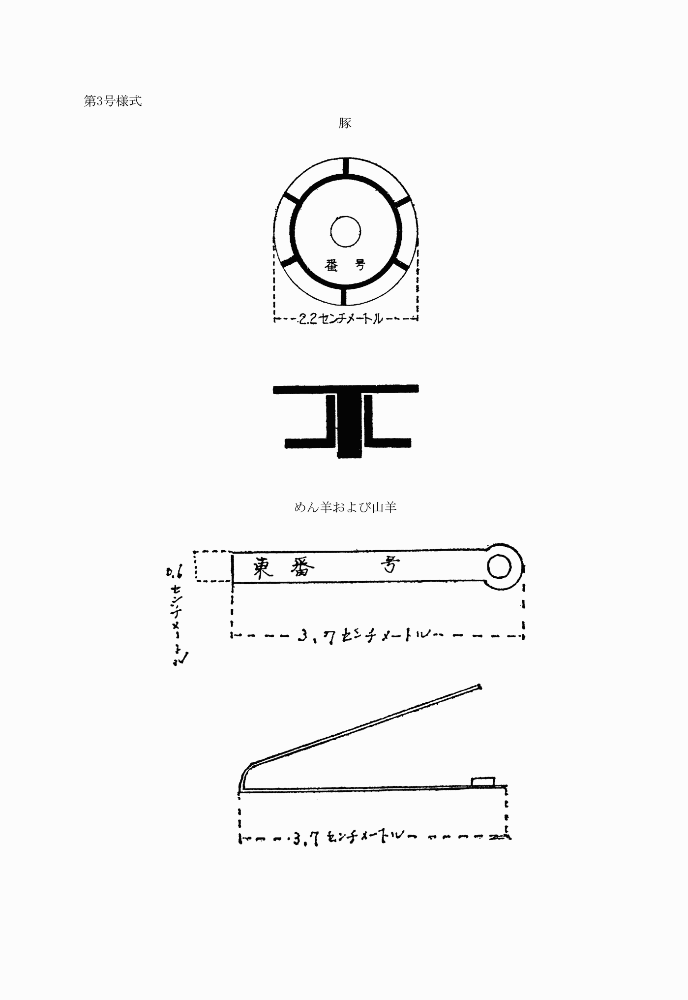 第3号様式
豚
番 号
2.2センチメートル
めん羊および山羊
東 番 号
0.6センチメートル
3.7センチメートル
3.7センチメートル